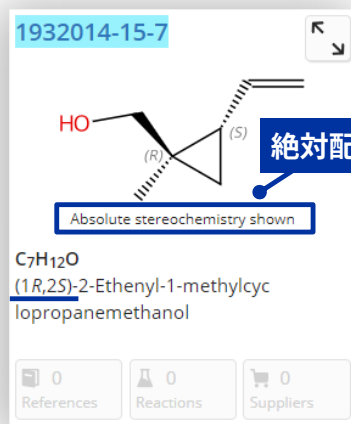 1932014-15-7
HO
(R)
(S)
絶対配
Absolute stereochemistry shown
C₇H₁₂O
(1R,2S)-2-Ethenyl-1-methylcyc
lopropanemethanol
0
References
0
Reactions
0
Suppliers